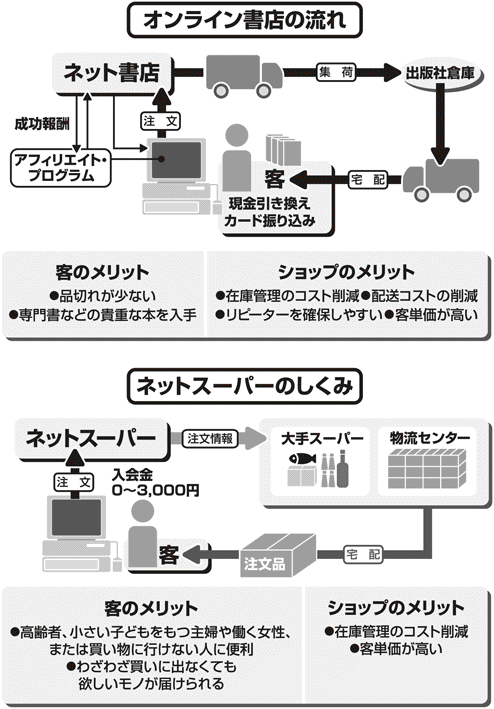 オンライン書店の流れ
ネット書店
集荷
出版社倉庫
成功報酬
注文
アフィリエイト・
プログラム
客
宅配
現金引き換え
カード振り込み
客のメリット
●品切れが少ない
●専門書などの貴重な本を入手
ショップのメリット
●在庫管理のコスト削減●配送コストの削減
●リピーターを確保しやすい●客単価が高い
ネットスーパーのしくみ
ネットスーパー
注文情報
大手スーパー
物流センター
注文
入会金
0～3,000円
客
注文品
宅配
客のメリット
●高齢者、小さい子どもをもつ主婦や働く女性、
または買い物に行けない人に便利
●わざわざ買いに出なくても
欲しいモノが届けられる
ショップのメリット
●在庫管理のコスト削減
●客単価が高い